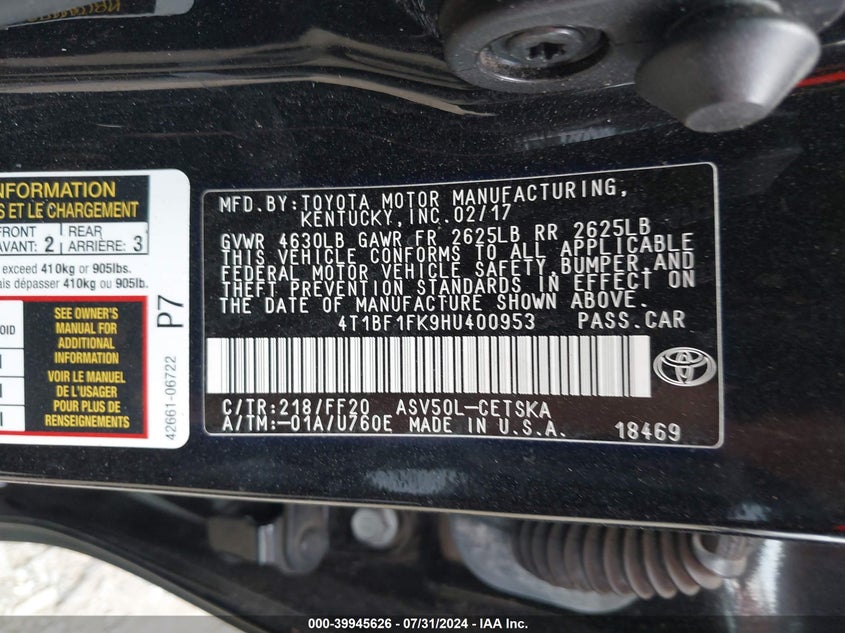 INFORMATION
S ET LE CHARGEMENT
FRONT
AVANT: 2
REAR
ARRIÈRE: 3
exceed 410kg or 905lbs.
ais dépasser 410kg ou 905lb.
SEE OWNER'S
MANUAL FOR
ADDITIONAL
INFORMATION
VOIR LE MANUEL
DE L'USAGER
POUR PLUS DE
RENSEIGNEMENTS
P7
42661-06722
MFD.BY: TOYOTA MOTOR MANUFACTURING,
KENTUCKY, INC. 02/17
GVWR 4630LB GAWR FR 2625LB RR 2625LB
THIS VEHICLE CONFORMS TO ALL APPLICABLE
FEDERAL MOTOR VEHICLE SAFETY, BUMPER, AND
THEFT PREVENTION STANDARDS IN EFFECT ON
THE DATE OF MANUFACTURE SHOWN ABOVE.
4T1BF1FK9HU400953 PASS.CAR
C/TR:218/FF20 ASV50L-CETSKA
A/TM:-01A/U760E MADE IN U.S.A. 18469
000-39945626 - 07/31/2024 - IAA Inc.